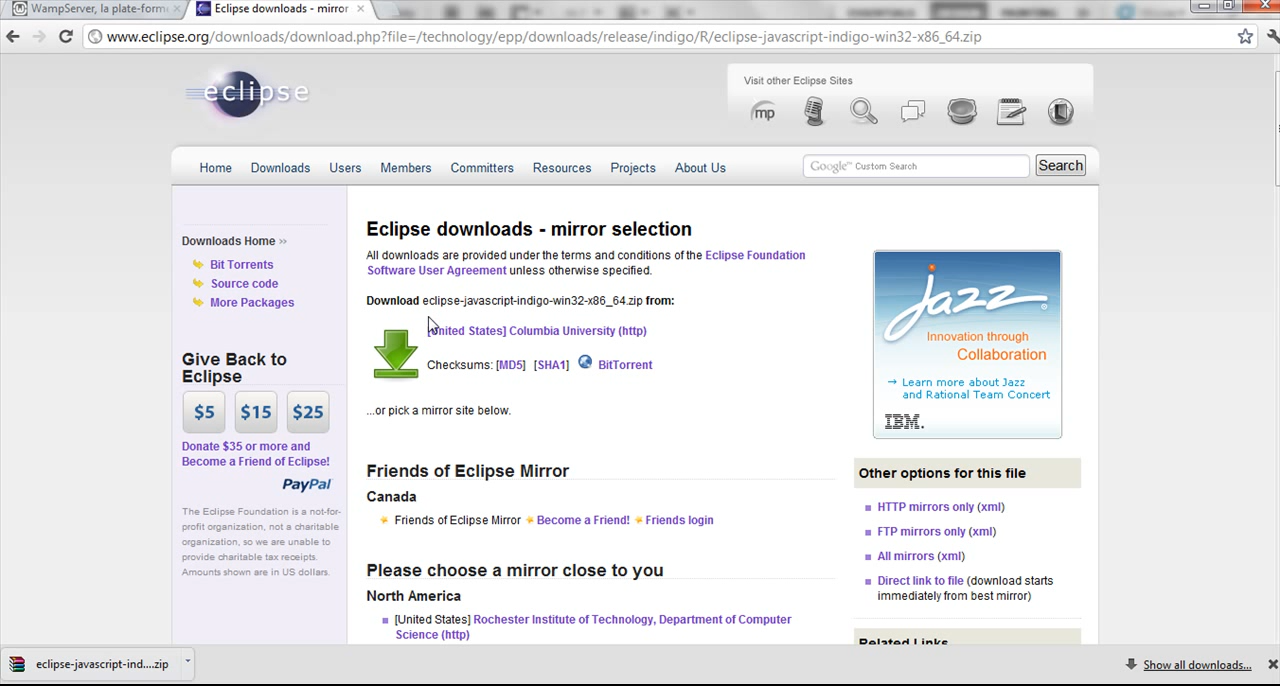 WampServer, la plate-form
Eclipse downloads - mirror
www.eclipse.org/downloads/download.php?file=/technology/epp/downloads/release/indigo/R/eclipse-javascript-indigo-win32-x86_64.zip
eclipse
Visit other Eclipse Sites
mp
Home Downloads Users Members Committers Resources Projects About Us
Google™ Custom Search
Search
Downloads Home »
Bit Torrents
Source code
More Packages
Give Back to
Eclipse
$5 $15 $25
Donate $35 or more and
Become a Friend of Eclipse!
PayPal
The Eclipse Foundation is a not-for-
profit organization, not a charitable
organization, so we are unable to
provide charitable tax receipts.
Amounts shown are in US dollars.
Eclipse downloads - mirror selection
All downloads are provided under the terms and conditions of the Eclipse Foundation
Software User Agreement unless otherwise specified.
Download eclipse-javascript-indigo-win32-x86_64.zip from:
[United States] Columbia University (http)
Checksums: [MD5] [SHA1] BitTorrent
...or pick a mirror site below.
Friends of Eclipse Mirror
Canada
Friends of Eclipse Mirror Become a Friend! Friends login
Please choose a mirror close to you
North America
[United States] Rochester Institute of Technology, Department of Computer
Science (http)
Jazz
Innovation through
Collaboration
→ Learn more about Jazz
and Rational Team Concert
IBM.
Other options for this file
HTTP mirrors only (xml)
FTP mirrors only (xml)
All mirrors (xml)
Direct link to file (download starts
immediately from best mirror)
Related Links
eclipse-javascript-ind....zip
Show all downloads...